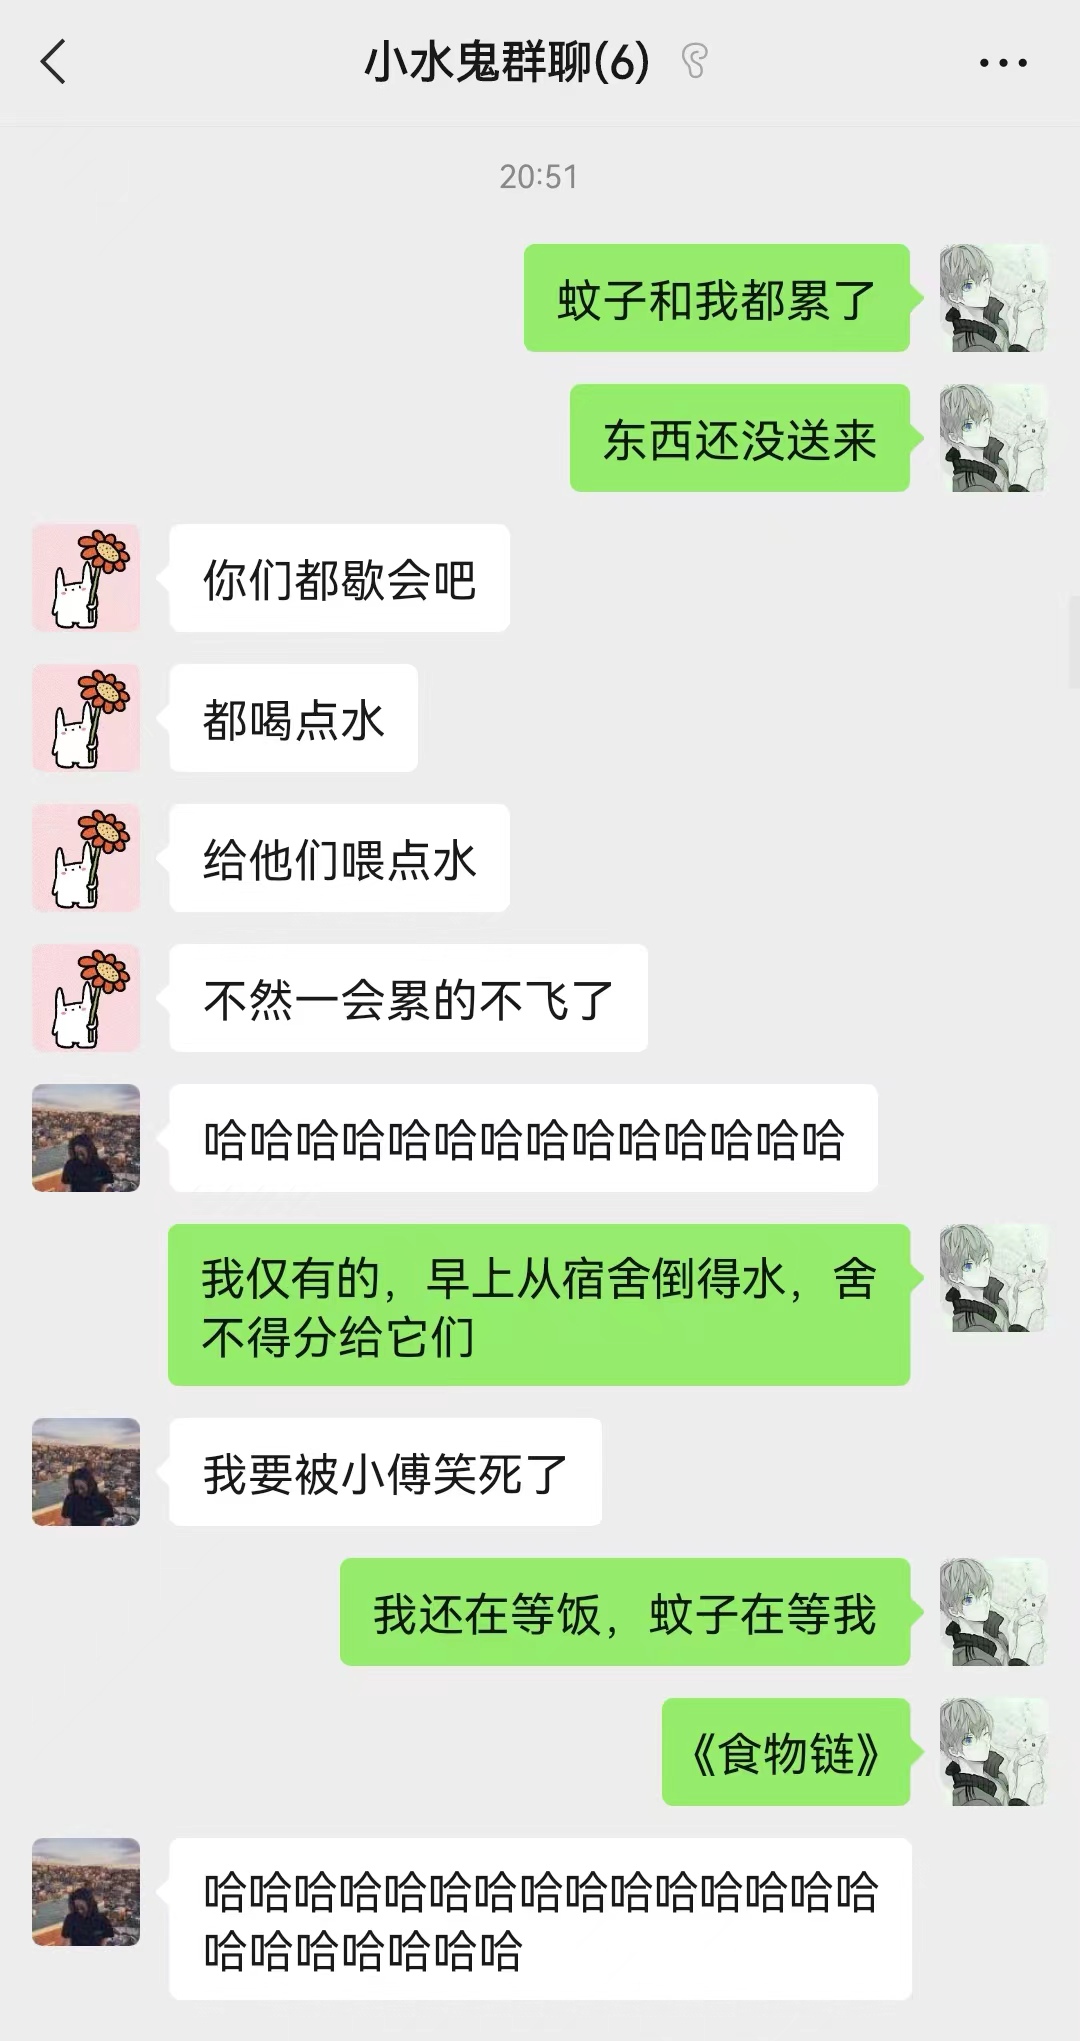 小水鬼群聊(6)
20:51
蚊子和我都累了
东西还没送来
你们都歇会吧
都喝点水
给他们喂点水
不然一会累的不飞了
哈哈哈哈哈哈哈哈哈哈哈哈哈哈
我仅有的，早上从宿舍倒得水，舍
不得分给它们
我要被小傅笑死了
我还在等饭，蚊子在等我
《食物链》
哈哈哈哈哈哈哈哈哈哈哈哈哈哈哈
哈哈哈哈哈哈哈